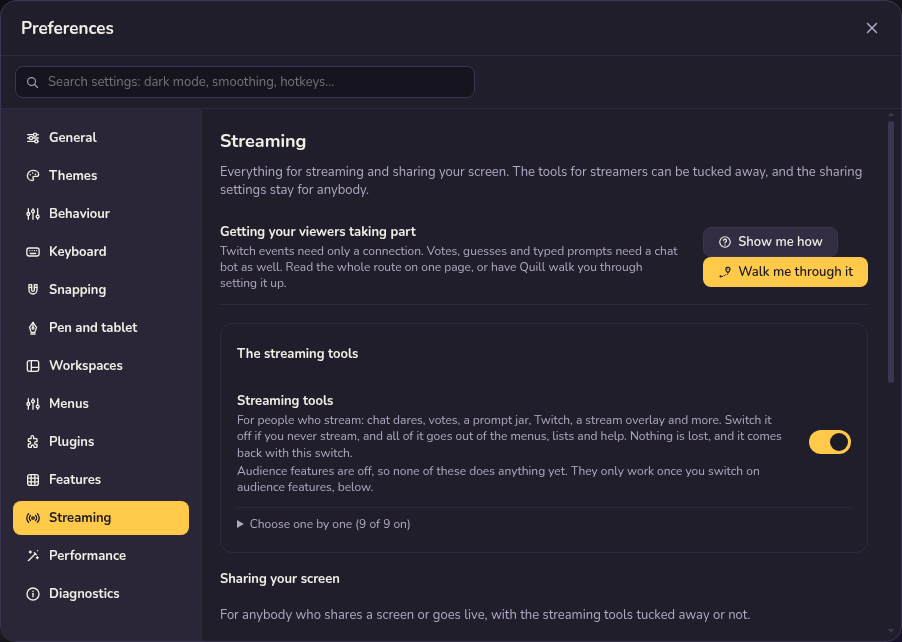 Preferences
Search settings: dark mode, smoothing, hotkeys...
General
Themes
Behaviour
Keyboard
Snapping
Pen and tablet
Workspaces
Menus
Plugins
Features
Streaming
Performance
Diagnostics
Streaming
Everything for streaming and sharing your screen. The tools for streamers can be tucked away, and the sharing
settings stay for anybody.
Getting your viewers taking part
Twitch events need only a connection. Votes, guesses and typed prompts need a chat
bot as well. Read the whole route on one page, or have Quill walk you through
setting it up.
Show me how
Walk me through it
The streaming tools
Streaming tools
For people who stream: chat dares, votes, a prompt jar, Twitch, a stream overlay and more. Switch it
off if you never stream, and all of it goes out of the menus, lists and help. Nothing is lost, and it comes
back with this switch.
Audience features are off, so none of these does anything yet. They only work once you switch on
audience features, below.
Choose one by one (9 of 9 on)
Sharing your screen
For anybody who shares a screen or goes live, with the streaming tools tucked away or not.